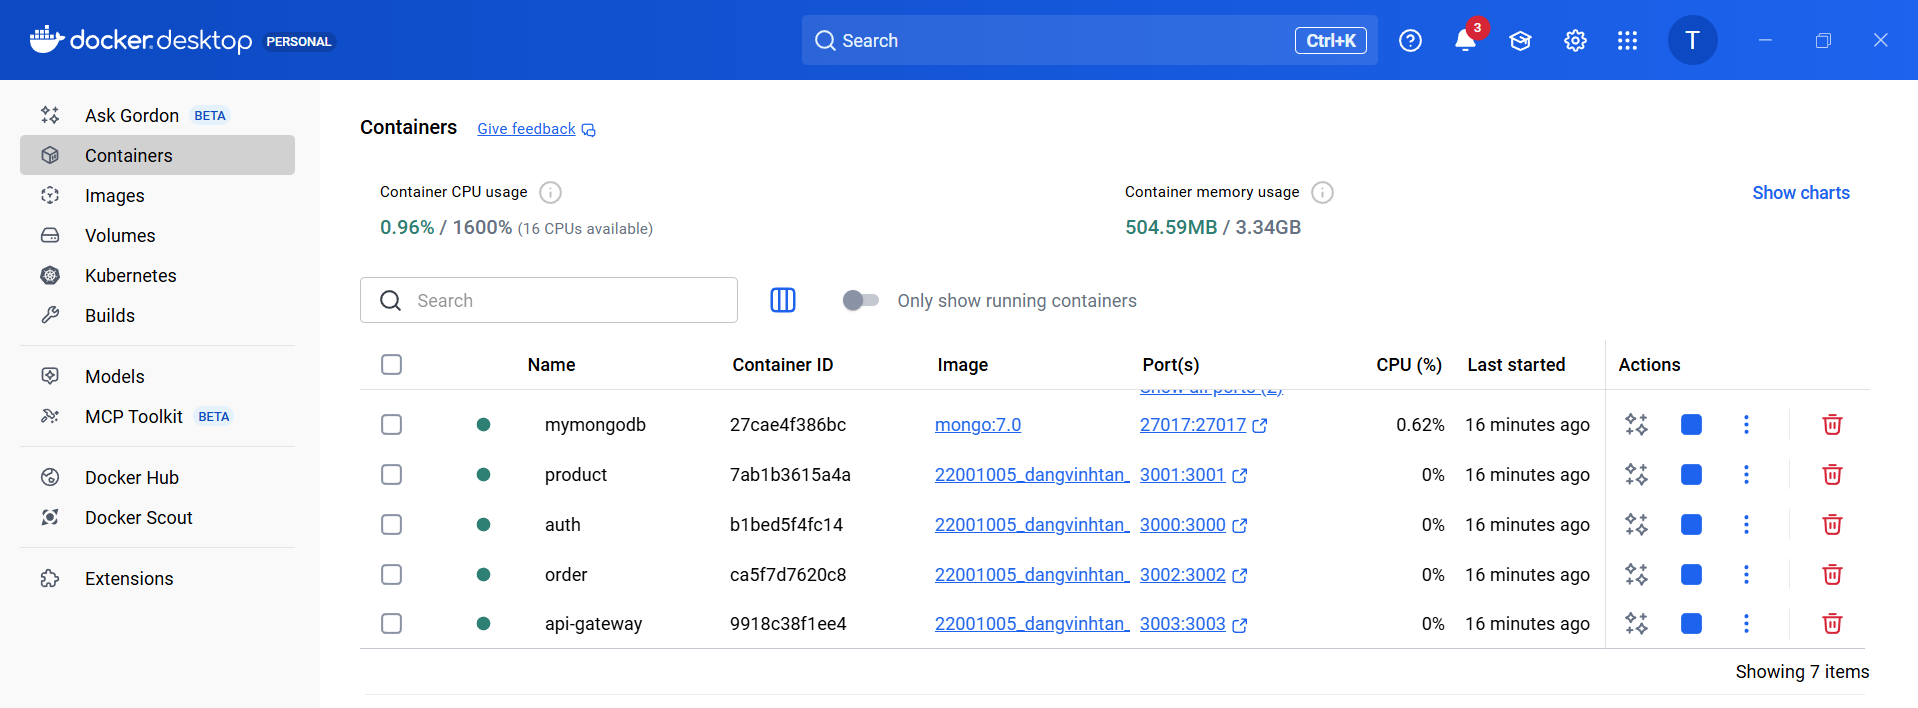 docker.desktop PERSONAL
Search Ctrl+K
3
T
Ask Gordon BETA
Containers
Images
Volumes
Kubernetes
Builds
Models
MCP Toolkit BETA
Docker Hub
Docker Scout
Extensions
Containers Give feedback
Container CPU usage
0.96% / 1600% (16 CPUs available)
Container memory usage
504.59MB / 3.34GB
Show charts
Search
Only show running containers
Name Container ID Image Port(s) CPU (%) Last started Actions
Show all ports (2)
mymongodb 27cae4f386bc mongo:7.0 27017:27017 0.62% 16 minutes ago
product 7ab1b3615a4a 22001005_dangvinhtan_ 3001:3001 0% 16 minutes ago
auth b1bed5f4fc14 22001005_dangvinhtan_ 3000:3000 0% 16 minutes ago
order ca5f7d7620c8 22001005_dangvinhtan_ 3002:3002 0% 16 minutes ago
api-gateway 9918c38f1ee4 22001005_dangvinhtan_ 3003:3003 0% 16 minutes ago
Showing 7 items